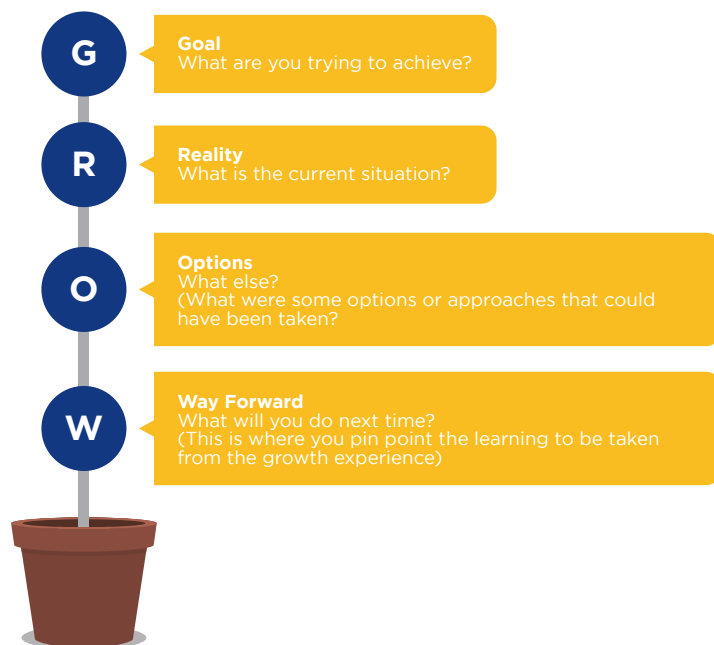 G
Goal
What are you trying to achieve?
R
Reality
What is the current situation?
O
Options
What else?
(What were some options or approaches that could
have been taken?
W
Way Forward
What will you do next time?
(This is where you pin point the learning to be taken
from the growth experience)